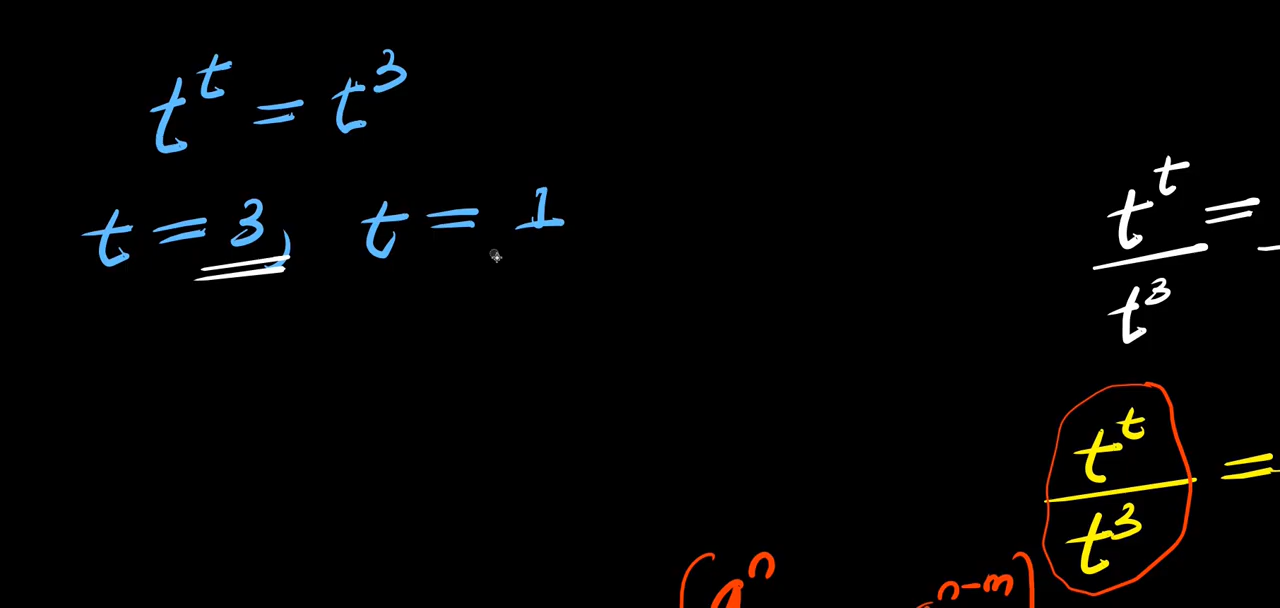 t^t = t^3
t = 3, t = 1
t^t/t^3 =
t^t/t^3 =
a^n n-m